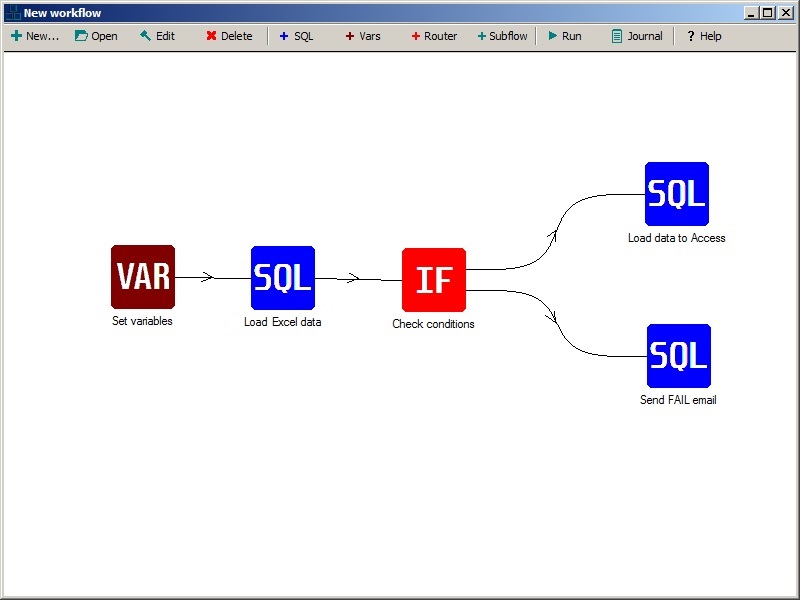 New workflow
New... Open Edit Delete SQL Vars Router Subflow Run Journal ? Help
SQL
Load data to Access
VAR
Set variables
SQL
Load Excel data
IF
Check conditions
SQL
Send FAIL email